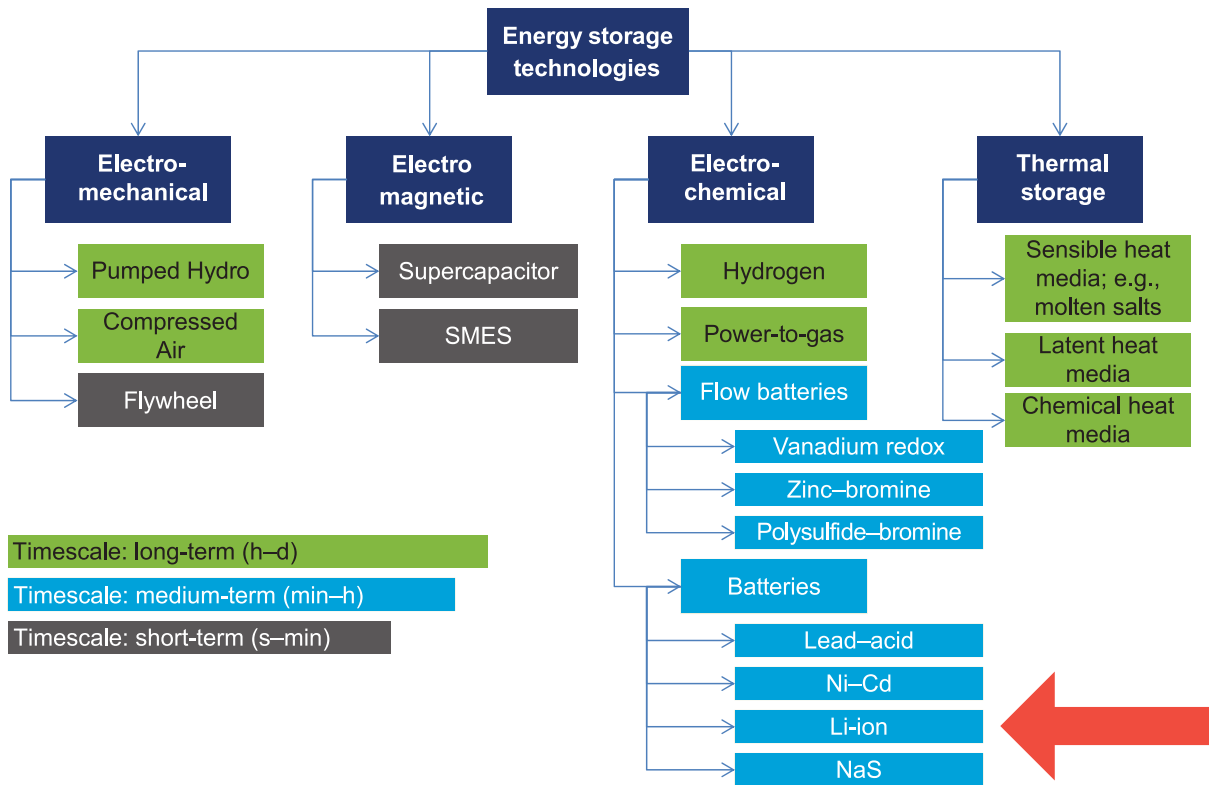 Energy storage
technologies
Electro-
mechanical
Pumped Hydro
Compressed
Air
Flywheel
Electro
magnetic
Supercapacitor
SMES
Electro-
chemical
Hydrogen
Power-to-gas
Flow batteries
Vanadium redox
Zinc–bromine
Polysulfide–bromine
Batteries
Lead–acid
Ni–Cd
Li-ion
NaS
Thermal
storage
Sensible heat
media; e.g.,
molten salts
Latent heat
media
Chemical heat
media
Timescale: long-term (h–d)
Timescale: medium-term (min–h)
Timescale: short-term (s–min)